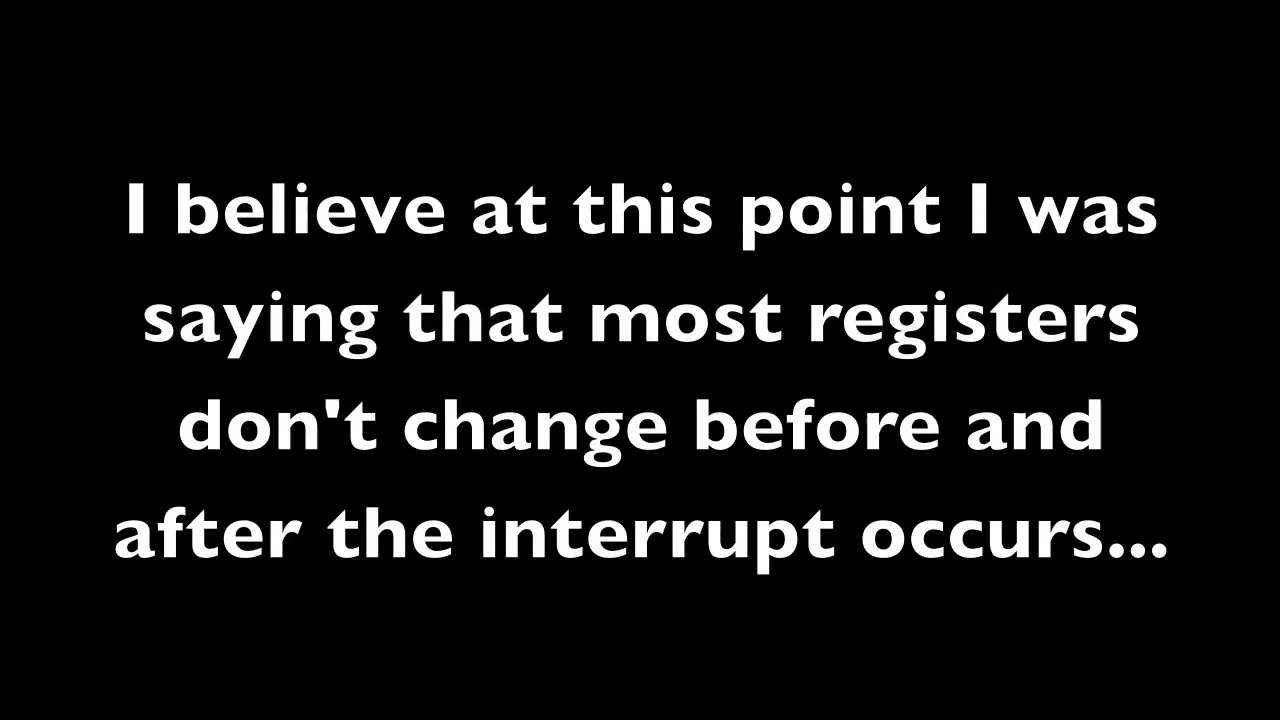 I believe at this point I was
saying that most registers
don't change before and
after the interrupt occurs...